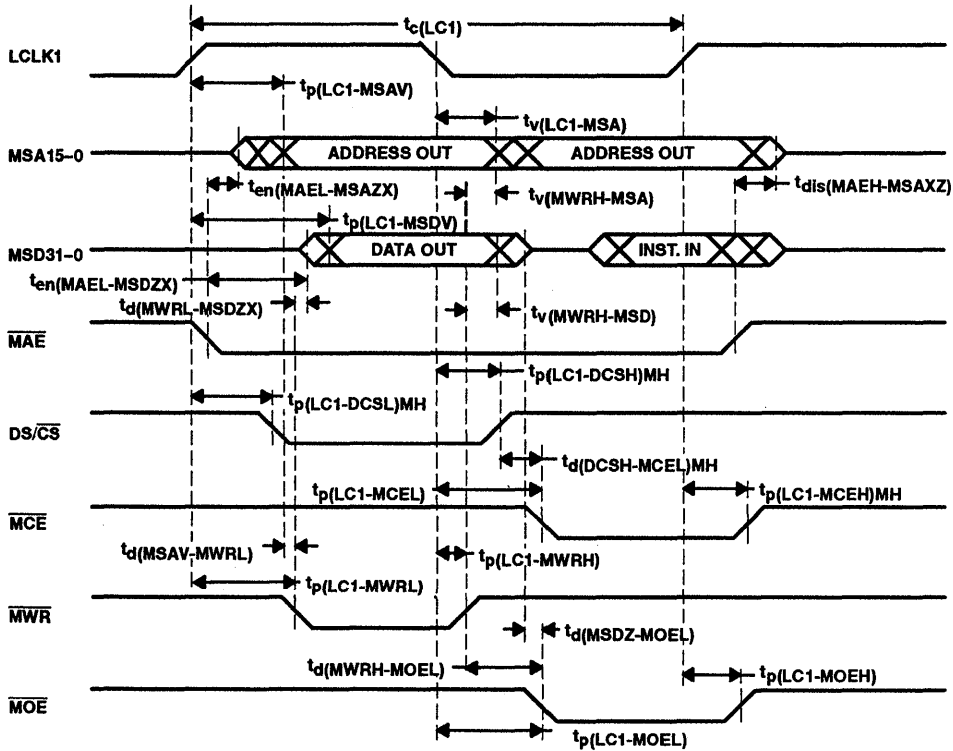 tc(LC1)
LCLK1
tp(LC1-MSAV)
tv(LC1-MSA)
MSA15–0
ADDRESS OUT
ADDRESS OUT
ten(MAEL-MSAZX)
tv(MWRH-MSA)
tdis(MAEH-MSAXZ)
tp(LC1-MSDV)
MSD31-0
DATA OUT
INST. IN
ten(MAEL-MSDZX)
td(MWRL-MSDZX)
tv(MWRH-MSD)
MAE
tp(LC1-DCSH)MH
tp(LC1-DCSL)MH
DS/CS
td(DCSH-MCEL)MH
tp(LC1-MCEL)
tp(LC1-MCEH)MH
MCE
td(MSAV-MWRL)
tp(LC1-MWRH)
tp(LC1-MWRL)
MWR
td(MSDZ-MOEL)
td(MWRH-MOEL)
tp(LC1-MOEH)
MOE
tp(LC1-MOEL)